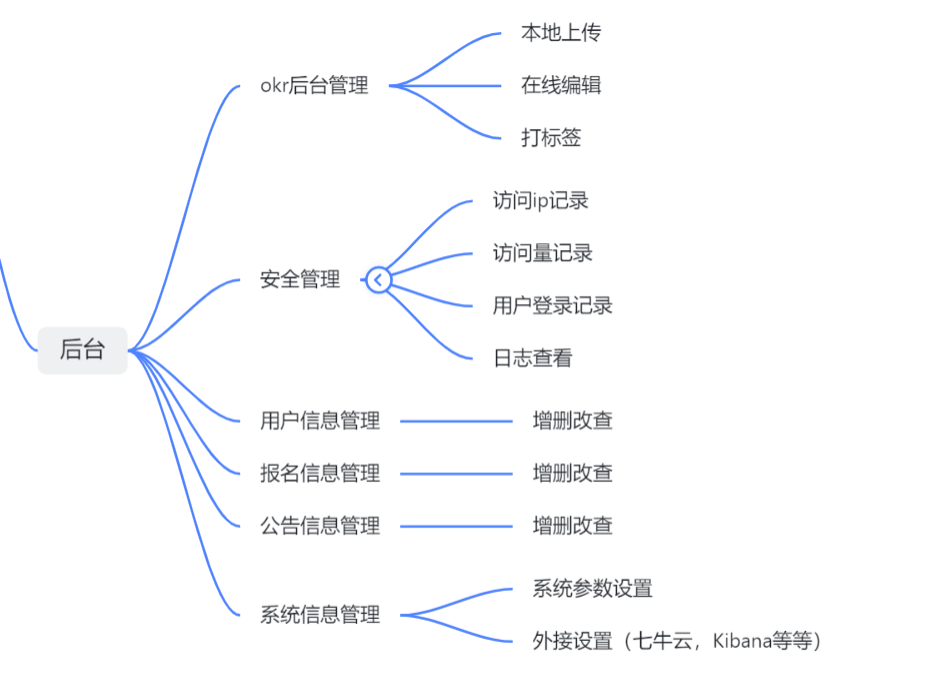 后台
okr后台管理
本地上传
在线编辑
打标签
安全管理
访问ip记录
访问量记录
用户登录记录
日志查看
用户信息管理
增删改查
报名信息管理
增删改查
公告信息管理
增删改查
系统信息管理
系统参数设置
外接设置（七牛云，Kibana等等）